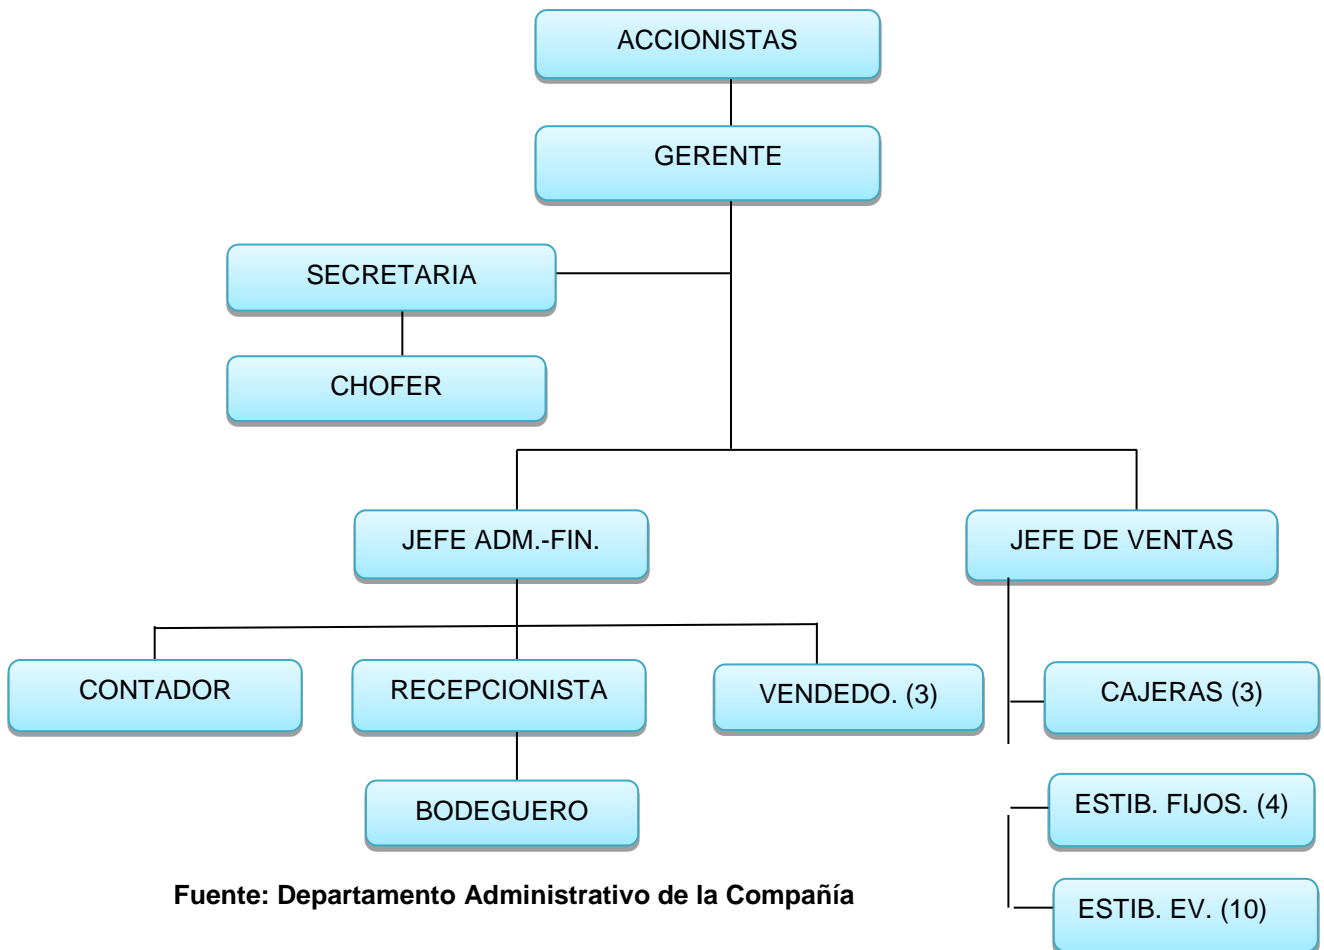 ACCIONISTAS
GERENTE
SECRETARIA
CHOFER
JEFE ADM.-FIN.
JEFE DE VENTAS
CONTADOR
RECEPCIONISTA
VENDEDO. (3)
CAJERAS (3)
BODEGUERO
ESTIB. FIJOS. (4)
ESTIB. EV. (10)
Fuente: Departamento Administrativo de la Compañía